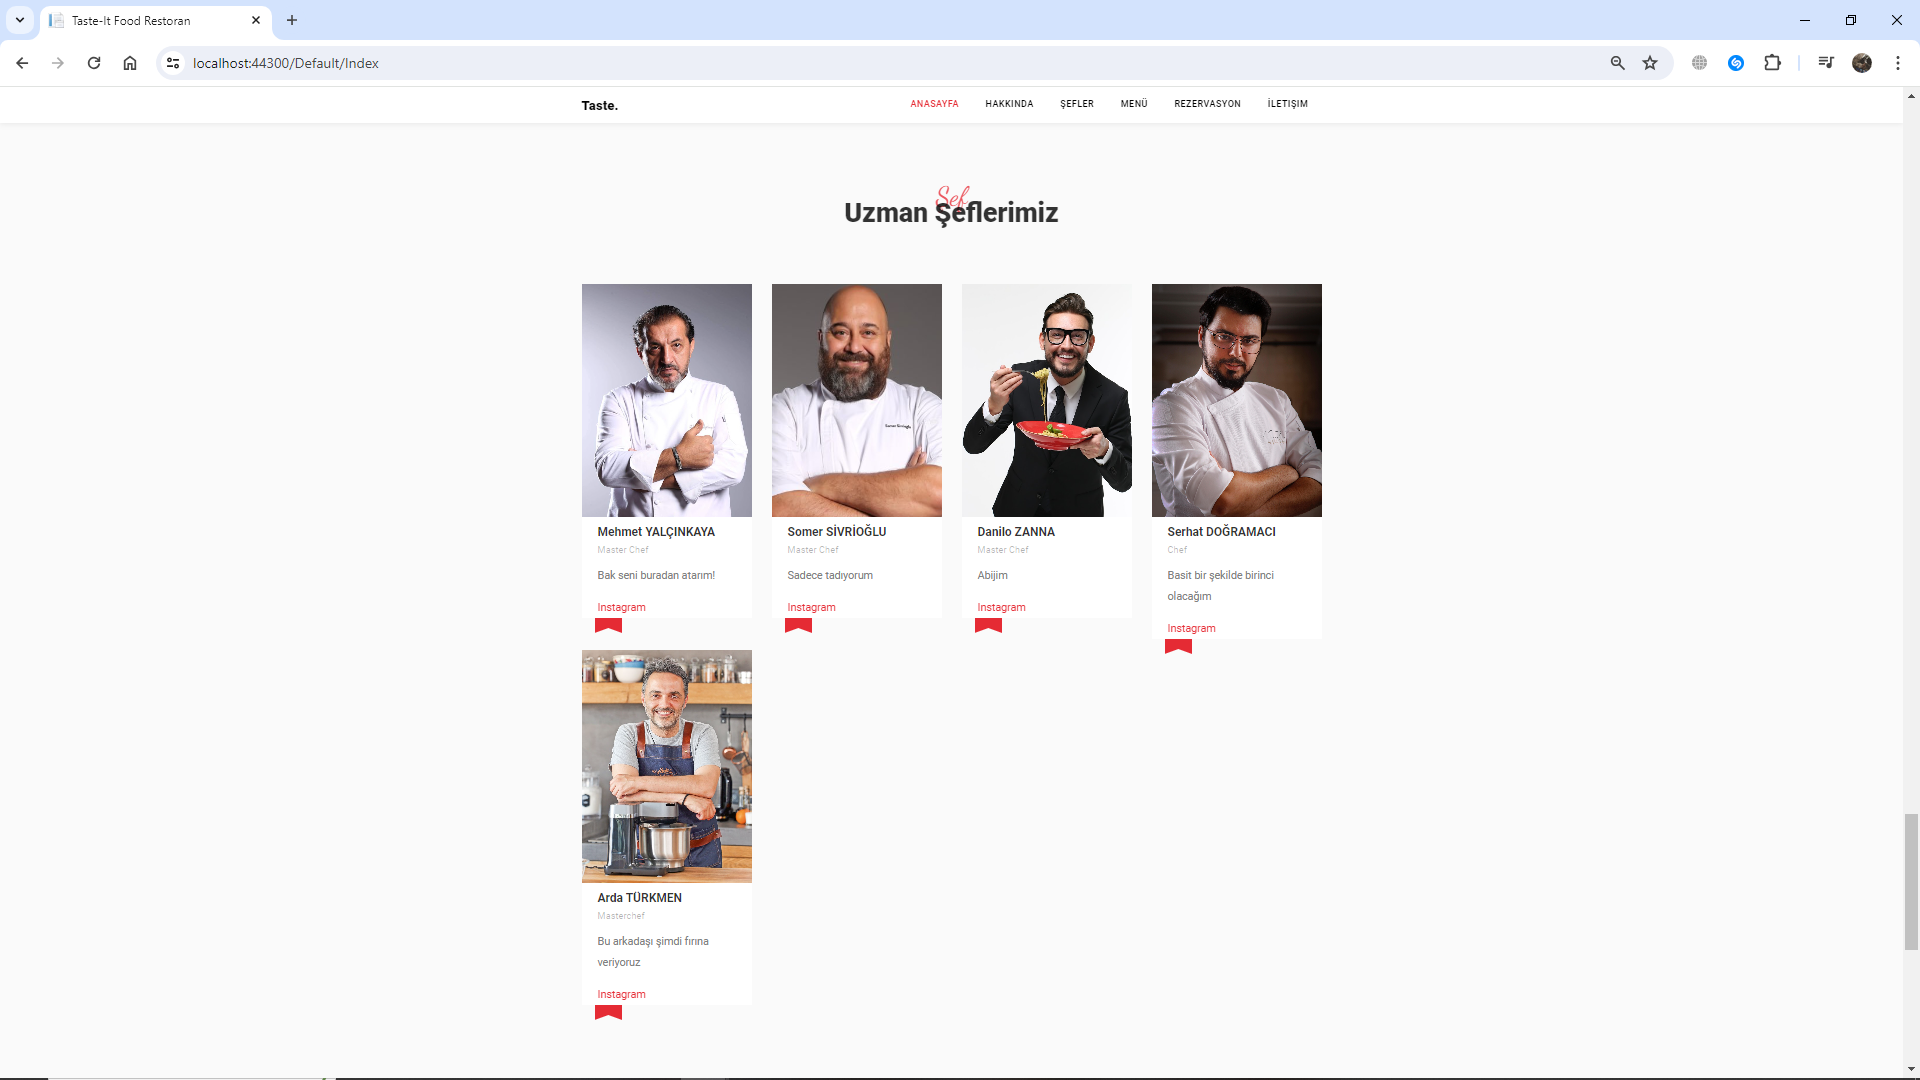 Taste-It Food Restoran
localhost:44300/Default/Index
Taste.
ANASAYFA HAKKINDA ŞEFLER MENÜ REZERVASYON İLETIŞIM
Şef
Uzman Şeflerimiz
Mehmet YALÇINKAYA
Master Chef
Bak seni buradan atarım!
Instagram
Somer SİVRİOĞLU
Master Chef
Sadece tadıyorum
Instagram
Danilo ZANNA
Master Chef
Abijim
Instagram
Serhat DOĞRAMACI
Chef
Basit bir şekilde birinci
olacağım
Instagram
Arda TÜRKMEN
Masterchef
Bu arkadaşı şimdi fırına
veriyoruz
Instagram